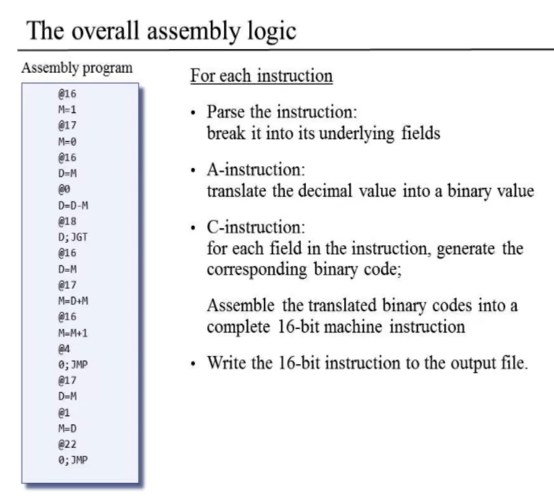 The overall assembly logic
Assembly program
@16
M=1
@17
M=0
@16
D=M
@0
D=D-M
@18
D;JGT
@16
D=M
@17
M=D+M
@16
M=M+1
@4
0;JMP
@17
D=M
@1
M=D
@22
0;JMP
For each instruction
• Parse the instruction:
break it into its underlying fields
• A-instruction:
translate the decimal value into a binary value
• C-instruction:
for each field in the instruction, generate the
corresponding binary code;
Assemble the translated binary codes into a
complete 16-bit machine instruction
• Write the 16-bit instruction to the output file.